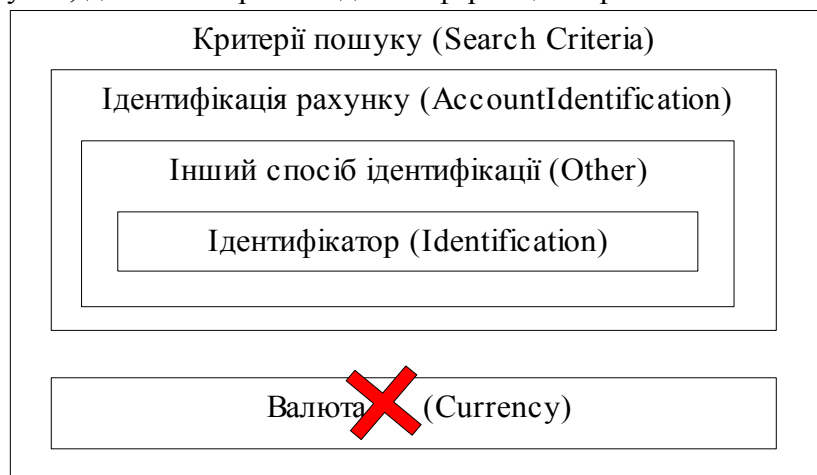 Критерії пошуку (Search Criteria)
Ідентифікація рахунку (AccountIdentification)
Інший спосіб ідентифікації (Other)
Ідентифікатор (Identification)
Валюта (Currency)